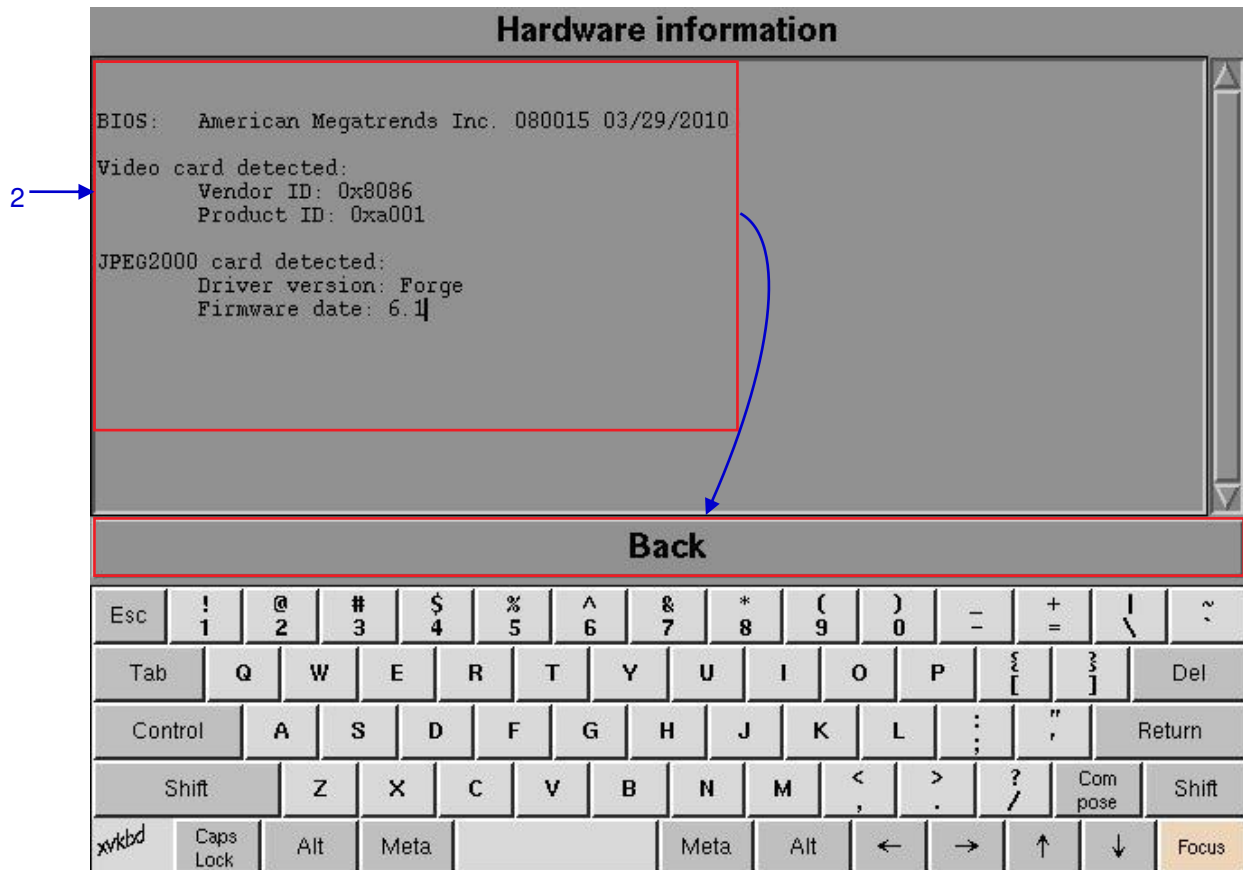 Hardware information
BIOS: American Megatrends Inc. 080015 03/29/2010
2
Video card detected:
Vendor ID: 0x8086
Product ID: 0xa001
JPEG2000 card detected:
Driver version: Forge
Firmware date: 6.1
Back
Esc ! 1 @ 2 # 3 $ 4 % 5 ^ 6 & 7 * 8 ( 9 ) 0 _ - + = | \ ~ `
Tab Q W E R T Y U I O P { [ } ] Del
Control A S D F G H J K L : ; " ' Return
Shift Z X C V B N M < , > . ? / Com pose Shift
xvkbd Caps Lock Alt Meta Meta Alt ← → ↑ ↓ Focus